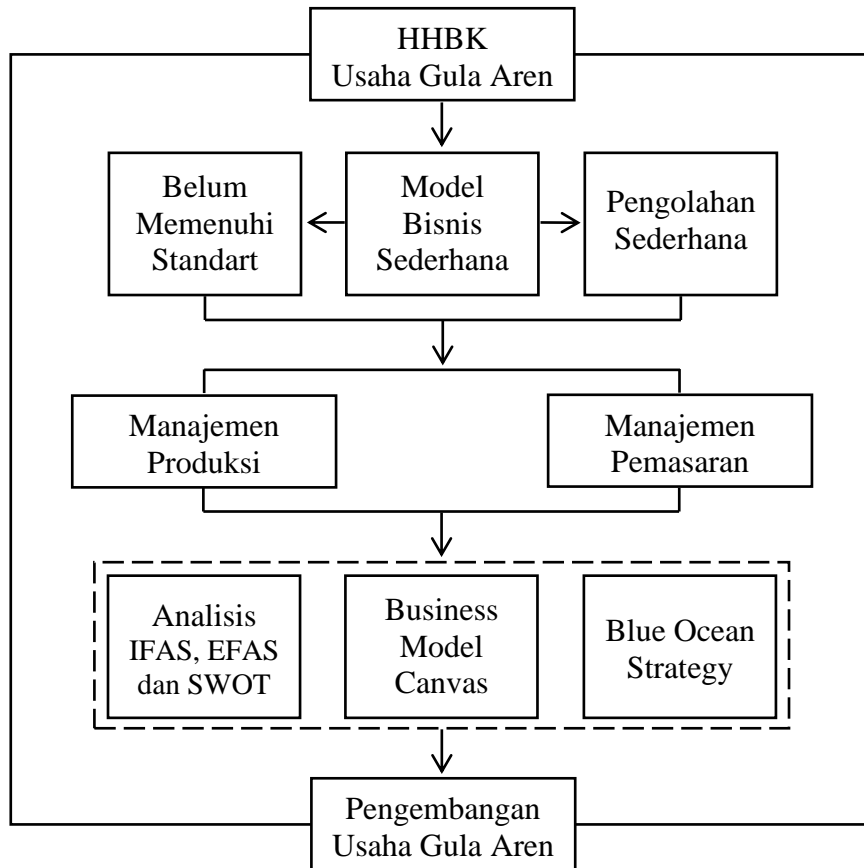 HHBK
Usaha Gula Aren
Belum
Memenuhi
Standart
Model
Bisnis
Sederhana
Pengolahan
Sederhana
Manajemen
Produksi
Manajemen
Pemasaran
Analisis
IFAS, EFAS
dan SWOT
Business
Model
Canvas
Blue Ocean
Strategy
Pengembangan
Usaha Gula Aren